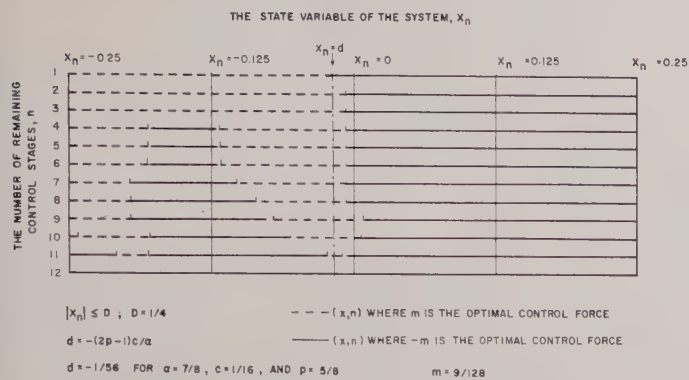 THE STATE VARIABLE OF THE SYSTEM, Xn
Xn = -0.25 Xn = -0.125 Xn = d Xn = 0 Xn = 0.125 Xn = 0.25
THE NUMBER OF REMAINING
CONTROL STAGES, n
1
2
3
4
5
6
7
8
9
10
11
12
|Xn| ≤ D ; D = 1/4
--- (x,n) WHERE m IS THE OPTIMAL CONTROL FORCE
d = -(2p-1)c/α
—— (x,n) WHERE -m IS THE OPTIMAL CONTROL FORCE
d = -1/56 FOR α = 7/8 , C = 1/16 , AND p = 5/8
m = 9/128